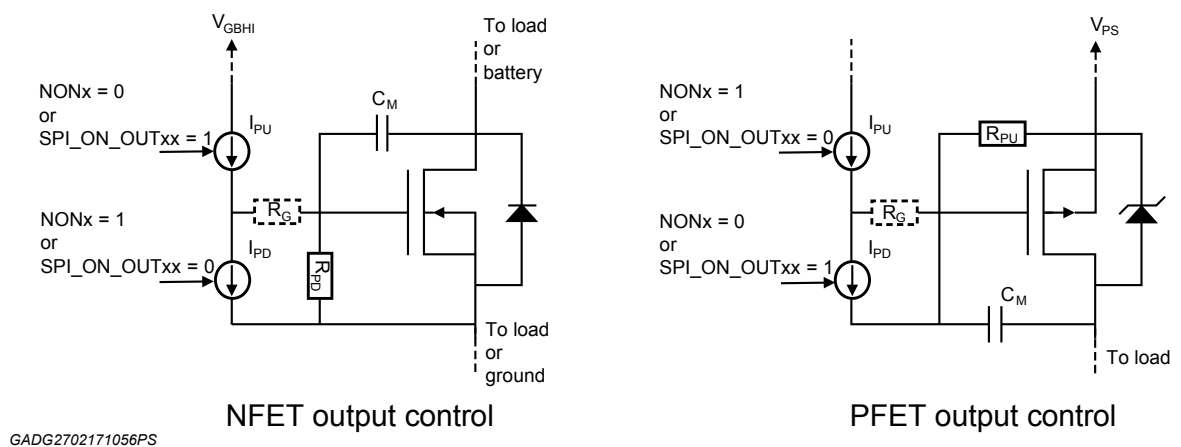 V_GBHI
To load
or
battery
NONx = 0
or
SPI_ON_OUTxx = 1
I_PU
C_M
R_G
NONx = 1
or
SPI_ON_OUTxx = 0
I_PD
R_PD
To load
or
ground
NFET output control
V_PS
NONx = 1
or
SPI_ON_OUTxx = 0
I_PU
R_PU
R_G
NONx = 0
or
SPI_ON_OUTxx = 1
I_PD
C_M
To load
PFET output control
GADG2702171056PS